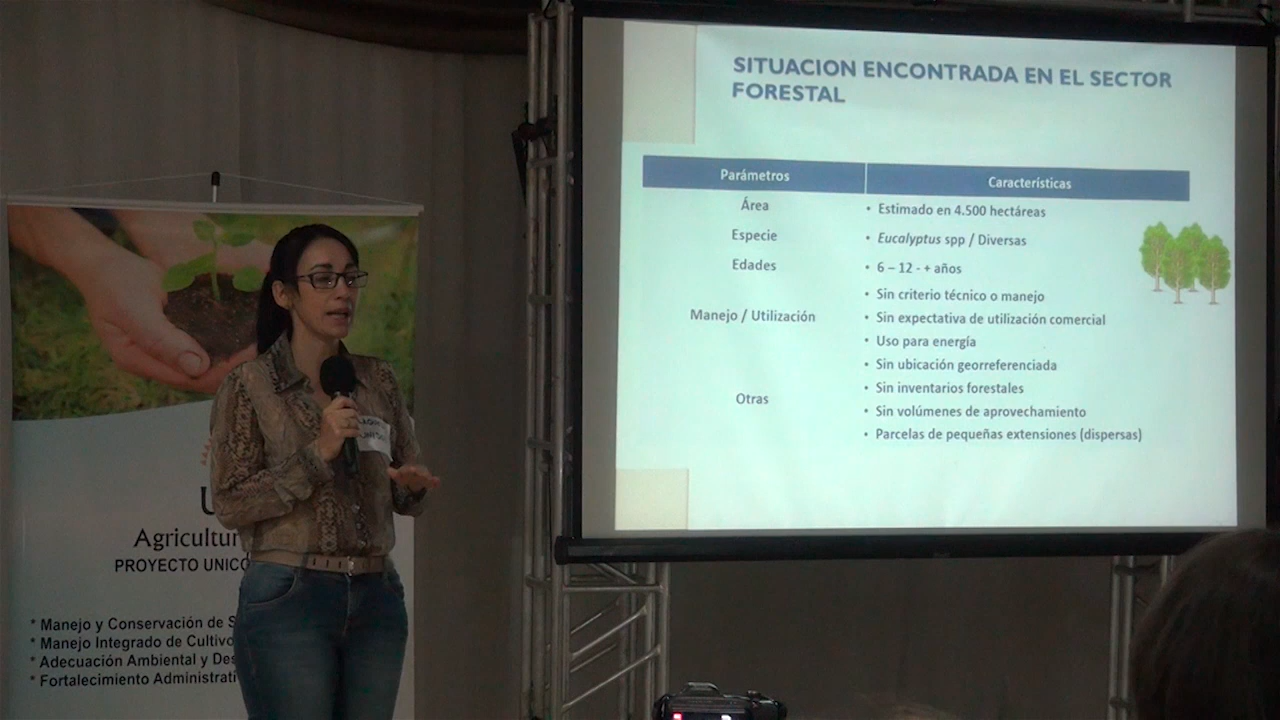 SITUACION ENCONTRADA EN EL SECTOR
FORESTAL
Parámetros
Características
Área
• Estimado en 4.500 hectáreas
Especie
• Eucalyptus spp / Diversas
Edades
• 6 – 12 - + años
Manejo / Utilización
• Sin criterio técnico o manejo
• Sin expectativa de utilización comercial
• Uso para energía
Otras
• Sin ubicación georreferenciada
• Sin inventarios forestales
• Sin volúmenes de aprovechamiento
• Parcelas de pequeñas extensiones (dispersas)
U
Agricultur
PROYECTO UNICO
* Manejo y Conservación de S
* Manejo Integrado de Cultivo
* Adecuación Ambiental y Des
* Fortalecimiento Administrati